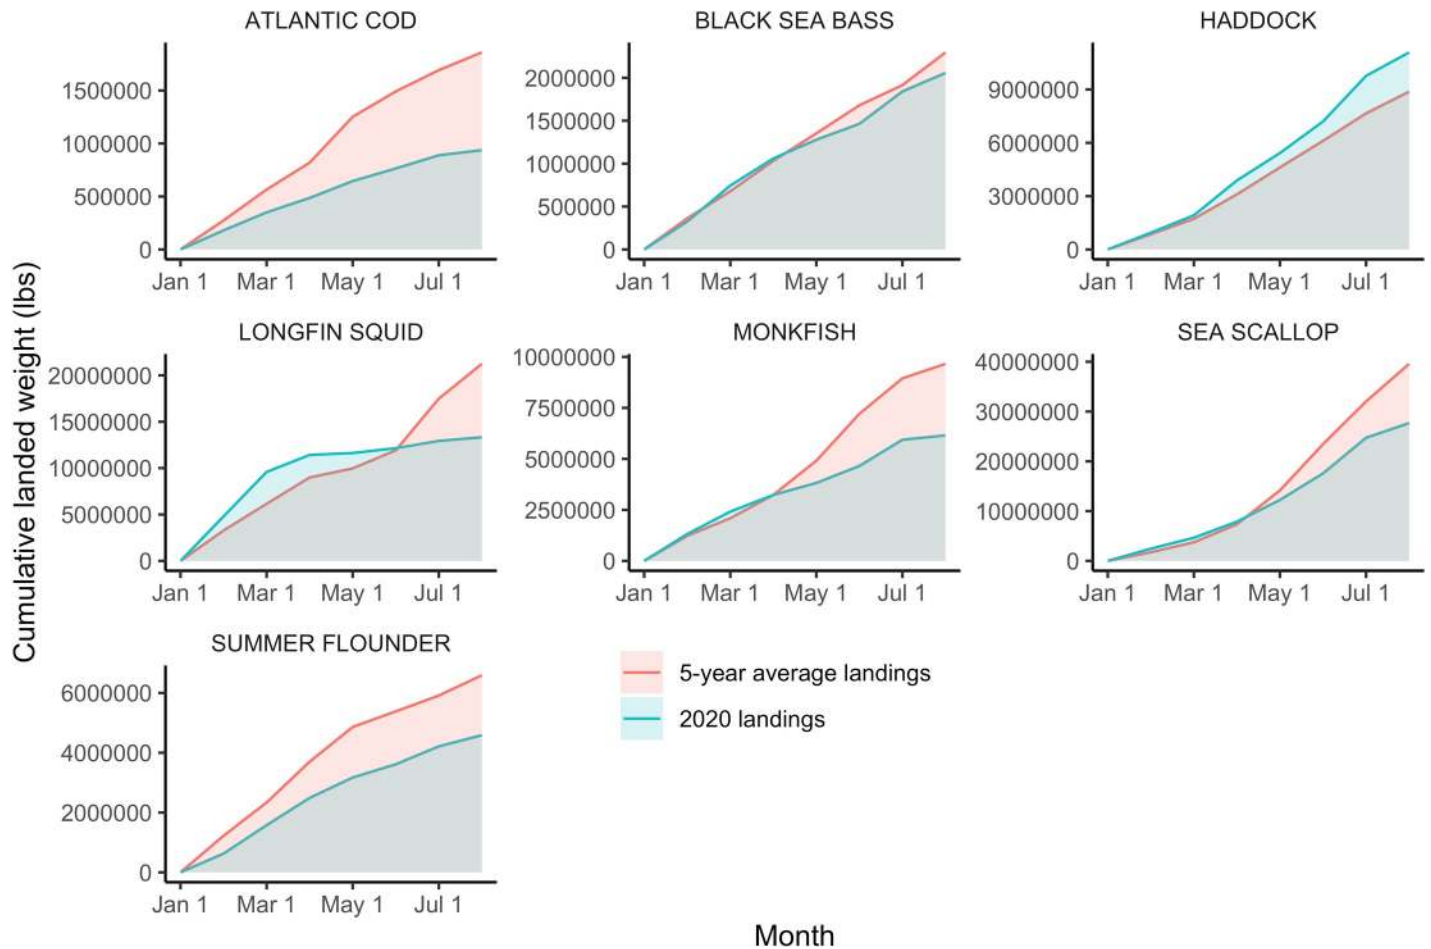 ATLANTIC COD
1500000
1000000
500000
0
Jan 1 Mar 1 May 1 Jul 1
BLACK SEA BASS
2000000
1500000
1000000
500000
0
Jan 1 Mar 1 May 1 Jul 1
HADDOCK
9000000
6000000
3000000
0
Jan 1 Mar 1 May 1 Jul 1
Cumulative landed weight (lbs)
LONGFIN SQUID
20000000
15000000
10000000
5000000
0
Jan 1 Mar 1 May 1 Jul 1
MONKFISH
10000000
7500000
5000000
2500000
0
Jan 1 Mar 1 May 1 Jul 1
SEA SCALLOP
40000000
30000000
20000000
10000000
0
Jan 1 Mar 1 May 1 Jul 1
SUMMER FLOUNDER
6000000
4000000
2000000
0
Jan 1 Mar 1 May 1 Jul 1
5-year average landings
2020 landings
Month